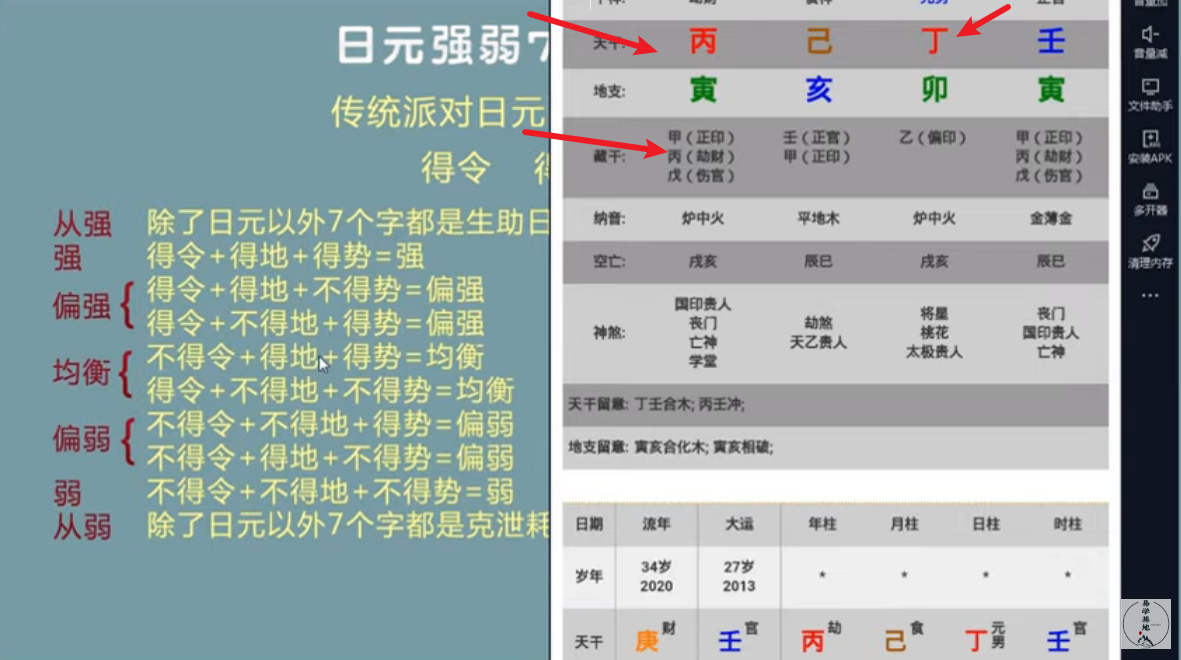 日元强弱7
传统派对日元
得令
从强 除了日元以外7个字都是生助日
强 得令+得地+得势=强
偏强 得令+得地+不得势=偏强
得令+不得地+得势=偏强
均衡 不得令+得地+得势=均衡
得令+不得地+不得势=均衡
偏弱 不得令+不得地+得势=偏弱
不得令+得地+不得势=偏弱
弱 不得令+不得地+不得势=弱
从弱 除了日元以外7个字都是克泄耗
天干: 丙 己 丁 壬
地支: 寅 亥 卯 寅
藏干: 甲(正印) 壬(正官) 乙(偏印) 甲(正印)
丙(劫财) 甲(正印) 丙(劫财)
戊(伤官) 戊(伤官)
纳音: 炉中火 平地木 炉中火 金薄金
空亡: 戌亥 辰巳 戌亥 辰巳
神煞: 国印贵人 劫煞 将星 丧门
丧门 天乙贵人 桃花 国印贵人
亡神 太极贵人 亡神
学堂
天干留意: 丁壬合木; 丙壬冲;
地支留意: 寅亥合化木; 寅亥相破;
日期 流年 大运 年柱 月柱 日柱 时柱
岁年 34岁 27岁 * * * *
2020 2013
天干 庚 财 壬 官 丙 劫 己 食 丁 元男 壬 官
音量减
文件助手
安装APK
多开器
清理内存
易学基地